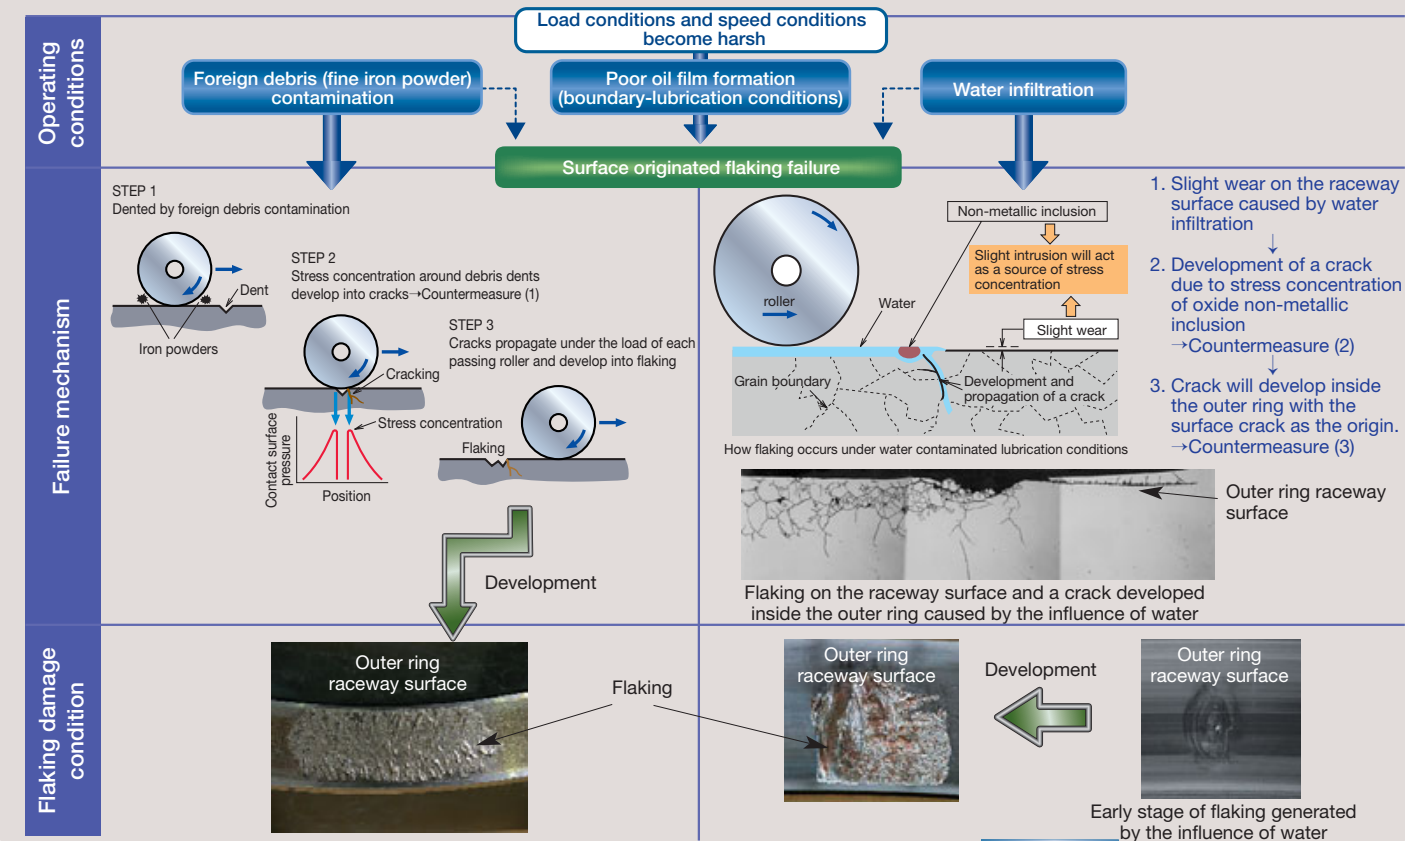 Load conditions and speed conditions
become harsh
Operating
conditions
Foreign debris (fine iron powder)
contamination
Poor oil film formation
(boundary-lubrication conditions)
Water infiltration
Surface originated flaking failure
Failure mechanism
STEP 1
Dented by foreign debris contamination
Dent
Iron powders
STEP 2
Stress concentration around debris dents
develop into cracks→Countermeasure (1)
Cracking
Stress concentration
Contact surface
pressure
Position
STEP 3
Cracks propagate under the load of each
passing roller and develop into flaking
Flaking
Development
roller
Water
Non-metallic inclusion
Slight intrusion will act
as a source of stress
concentration
Slight wear
Grain boundary
Development and
propagation of a crack
How flaking occurs under water contaminated lubrication conditions
1. Slight wear on the raceway
surface caused by water
infiltration
↓
2. Development of a crack
due to stress concentration
of oxide non-metallic
inclusion
→Countermeasure (2)
↓
3. Crack will develop inside
the outer ring with the
surface crack as the origin.
→Countermeasure (3)
Outer ring raceway
surface
Flaking on the raceway surface and a crack developed
inside the outer ring caused by the influence of water
Flaking damage
condition
Outer ring
raceway surface
Flaking
Outer ring
raceway surface
Development
Outer ring
raceway surface
Early stage of flaking generated
by the influence of water